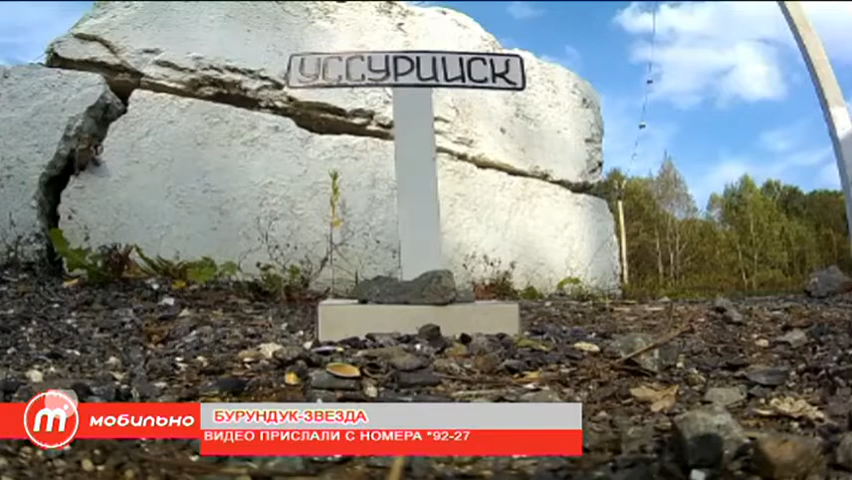 УССУРИЙСК
БУРУНДУК-ЗВЕЗДА
m мобильно
ВИДЕО ПРИСЛАЛИ С НОМЕРА *92-27